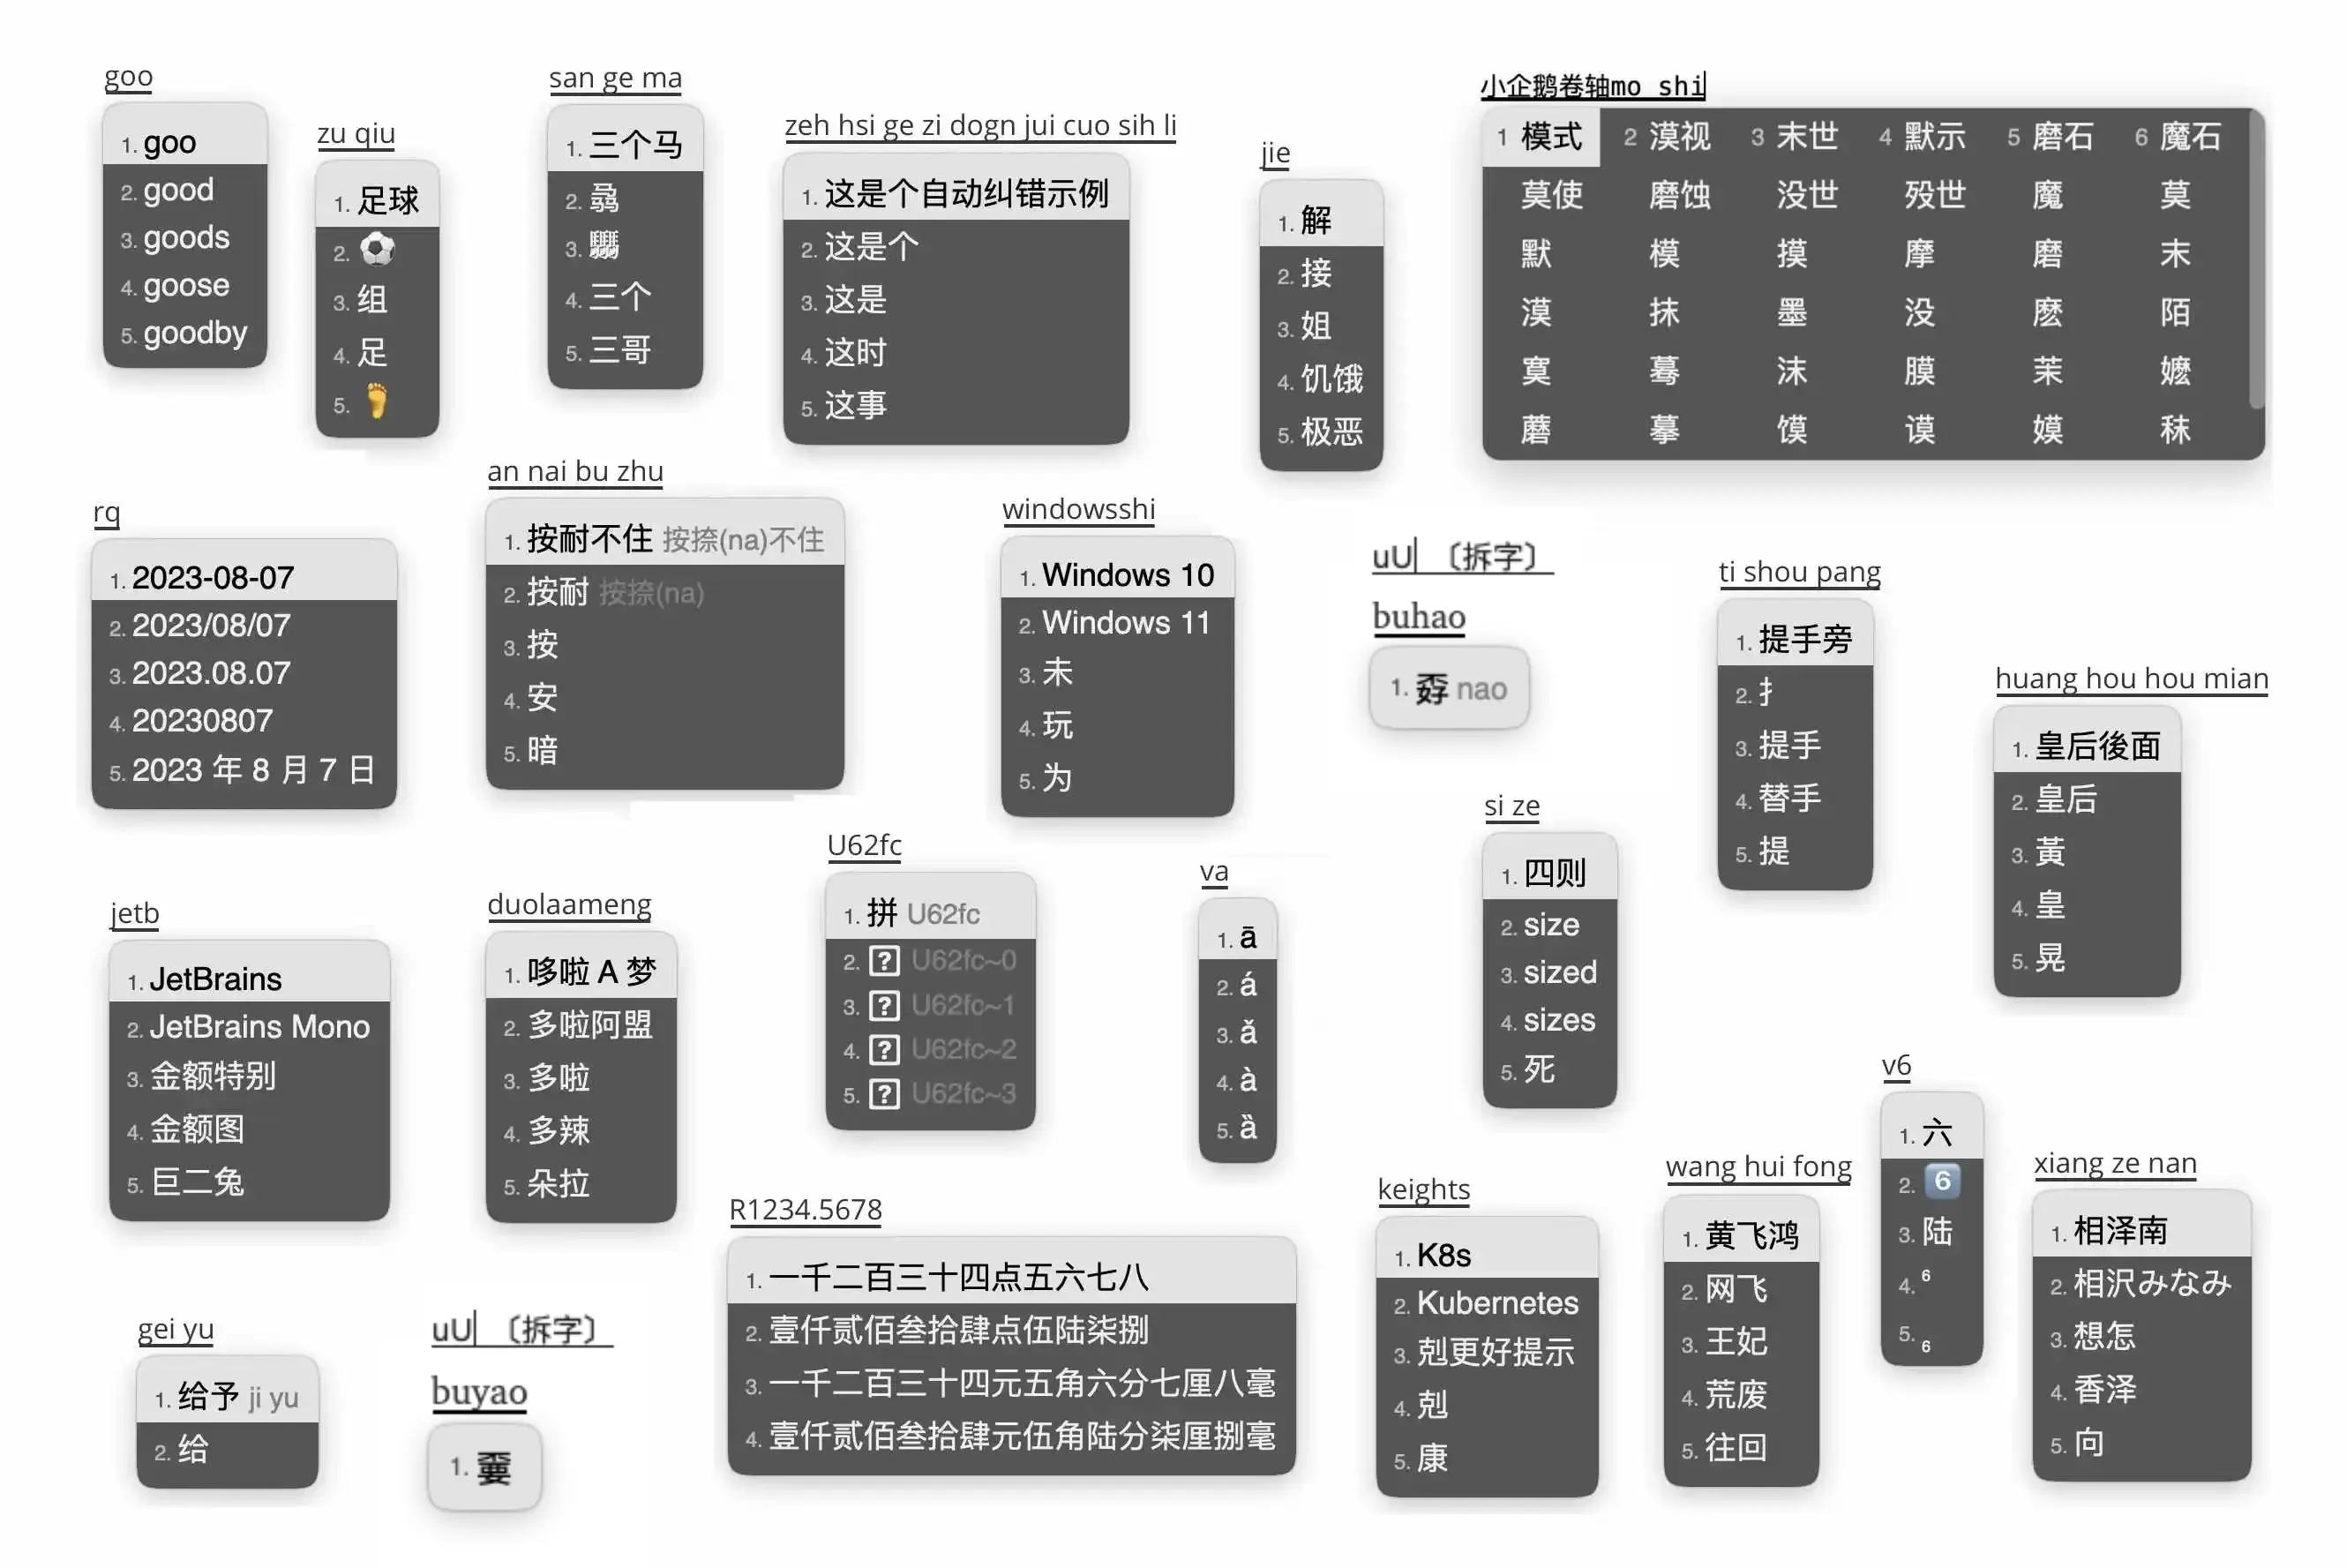 goo
1. goo
2. good
3. goods
4. goose
5. goodby
zu qiu
1. 足球
2. ⚽
3. 组
4. 足
5. 🦶
san ge ma
1. 三个马
2. 骉
3. 驫
4. 三个
5. 三哥
zeh hsi ge zi dogn jui cuo sih li
1. 这是个自动纠错示例
2. 这是个
3. 这是
4. 这时
5. 这事
jie
1. 解
2. 接
3. 姐
4. 饥饿
5. 极恶
小企鹅卷轴mo shi
1 模式 2 漠视 3 末世 4 默示 5 磨石 6 魔石
莫使 磨蚀 没世 殁世 魔 莫
默 模 摸 摩 磨 末
漠 抹 墨 没 麽 陌
寞 蓦 沫 膜 茉 嬷
蘑 摹 馍 谟 嫫 秣
rq
1. 2023-08-07
2. 2023/08/07
3. 2023.08.07
4. 20230807
5. 2023 年 8 月 7 日
an nai bu zhu
1. 按耐不住 按捺(na)不住
2. 按耐 按捺(na)
3. 按
4. 安
5. 暗
windowsshi
1. Windows 10
2. Windows 11
3. 未
4. 玩
5. 为
uU 〔拆字〕
buhao
1. 孬 nao
ti shou pang
1. 提手旁
2. 扌
3. 提手
4. 替手
5. 提
huang hou hou mian
1. 皇后後面
2. 皇后
3. 黃
4. 皇
5. 晃
jetb
1. JetBrains
2. JetBrains Mono
3. 金额特别
4. 金额图
5. 巨二兔
duolaameng
1. 哆啦 A 梦
2. 多啦阿盟
3. 多啦
4. 多辣
5. 朵拉
U62fc
1. 拼 U62fc
2. ? U62fc~0
3. ? U62fc~1
4. ? U62fc~2
5. ? U62fc~3
va
1. ā
2. á
3. ǎ
4. à
5. ȁ
si ze
1. 四则
2. size
3. sized
4. sizes
5. 死
v6
1. 六
2. 6️⃣
3. 陆
4. ⁶
5. ₆
xiang ze nan
1. 相泽南
2. 相沢みなみ
3. 想怎
4. 香泽
5. 向
wang hui fong
1. 黄飞鸿
2. 网飞
3. 王妃
4. 荒废
5. 往回
keights
1. K8s
2. Kubernetes
3. 剋更好提示
4. 剋
5. 康
R1234.5678
1. 一千二百三十四点五六七八
2. 壹仟贰佰叁拾肆点伍陆柒捌
3. 一千二百三十四元五角六分七厘八毫
4. 壹仟贰佰叁拾肆元伍角陆分柒厘捌毫
gei yu
1. 给予 ji yu
2. 给
uU 〔拆字〕
buyao
1. 嫑